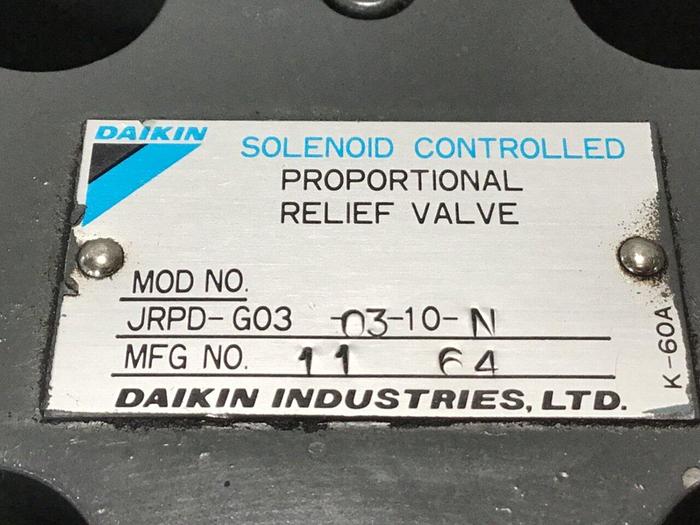 DAIKIN
SOLENOID CONTROLLED
PROPORTIONAL
RELIEF VALVE
MOD NO.
JRPD-G03 -03-10-N
MFG NO. 11 64
DAIKIN INDUSTRIES, LTD.
K-60A